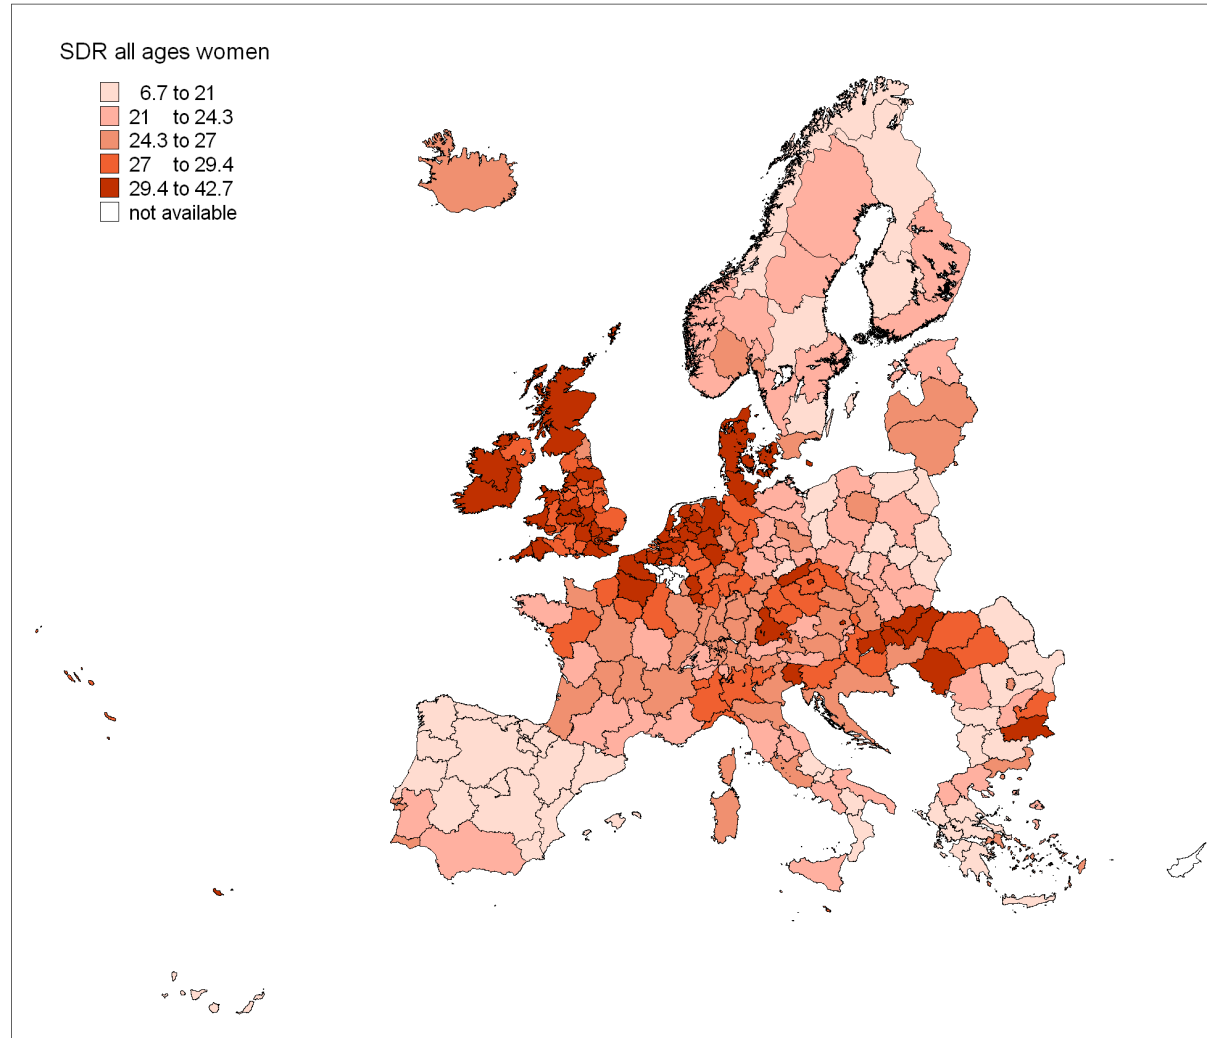 SDR all ages women
6.7 to 21
21 to 24.3
24.3 to 27
27 to 29.4
29.4 to 42.7
not available